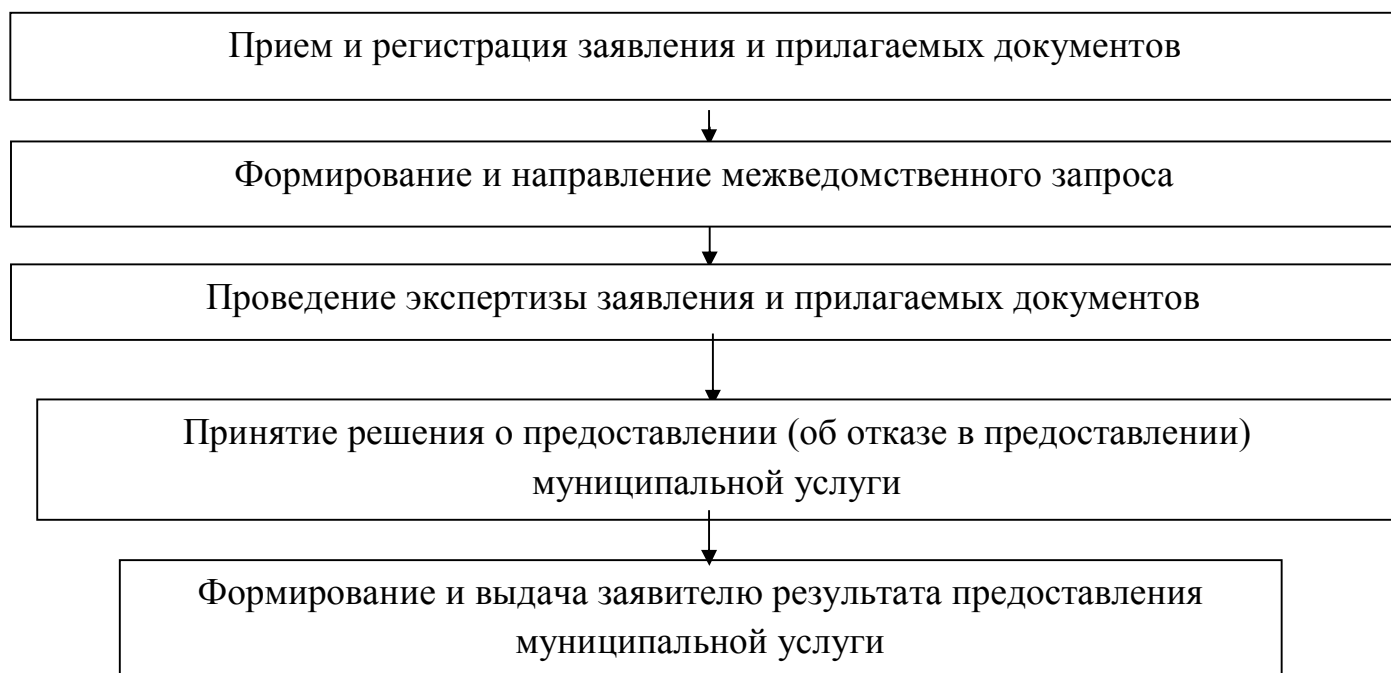 Прием и регистрация заявления и прилагаемых документов
Формирование и направление межведомственного запроса
Проведение экспертизы заявления и прилагаемых документов
Принятие решения о предоставлении (об отказе в предоставлении)
муниципальной услуги
Формирование и выдача заявителю результата предоставления
муниципальной услуги